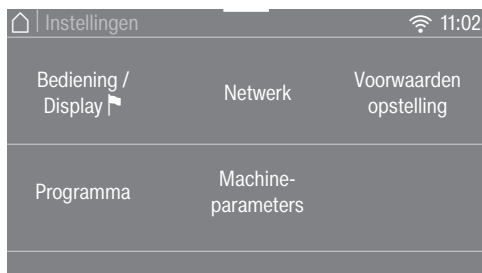 Instellingen 11:02
Bediening /
Display
Netwerk
Voorwaarden
opstelling
Programma
Machine-
parameters